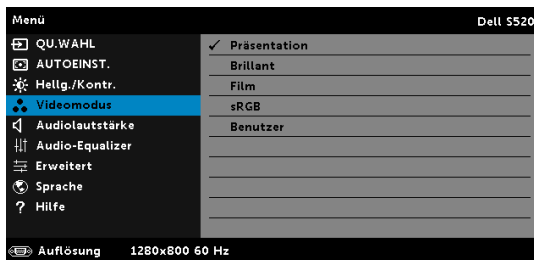 Menü
Dell S520
QU.WAHL
AUTOEINST.
Hellg./Kontr.
Videomodus
Audiolautstärke
Audio-Equalizer
Erweitert
Sprache
? Hilfe
✓ Präsentation
Brillant
Film
sRGB
Benutzer
Auflösung 1280x800 60 Hz